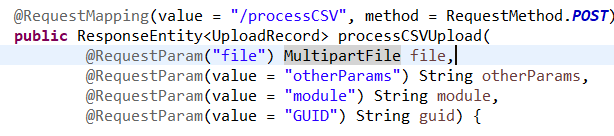 @RequestMapping(value = "/processCSV", method = RequestMethod.POST)
public ResponseEntity<UploadRecord> processCSVUpload(
@RequestParam("file") MultipartFile file,
@RequestParam(value = "otherParams") String otherParams,
@RequestParam(value = "module") String module,
@RequestParam(value = "GUID") String guid) {